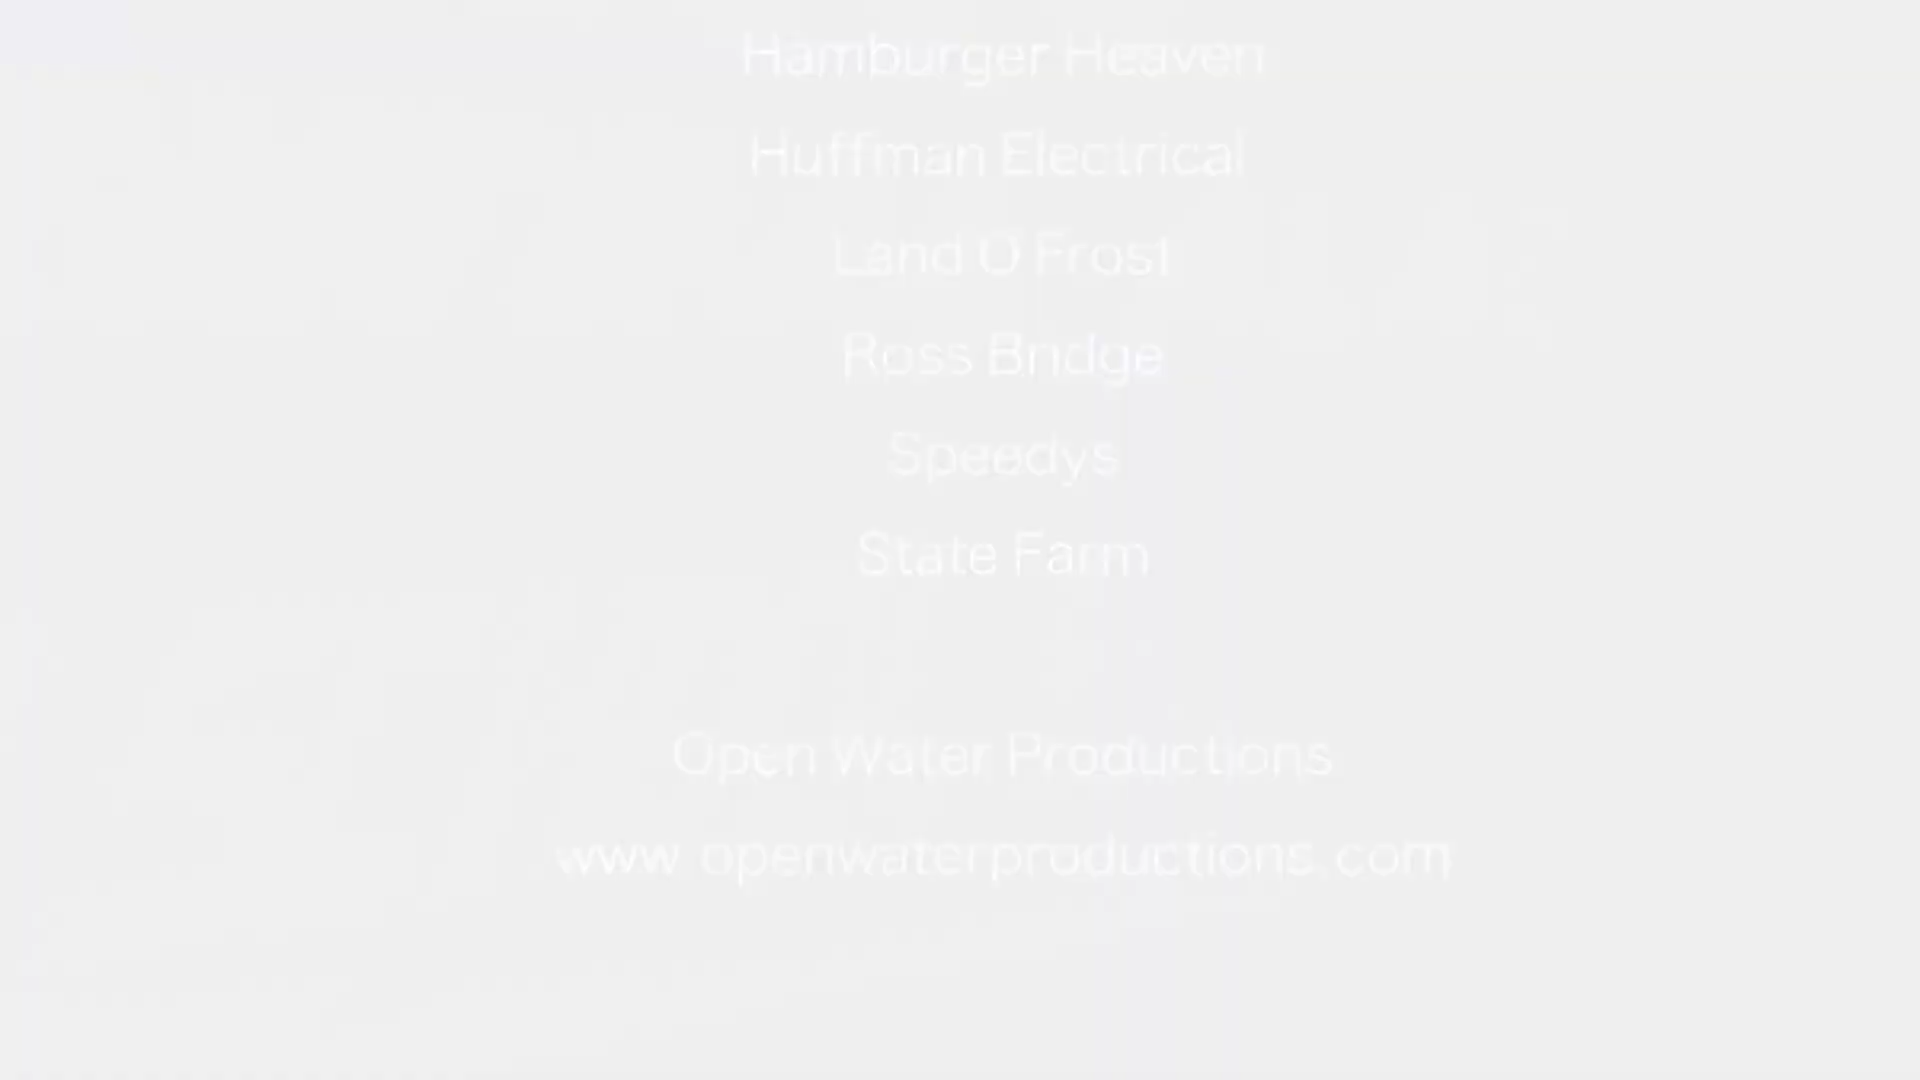 Hamburger Heaven
Huffman Electrical
Land O Frost
Ross Bridge
Speedys
State Farm
Open Water Productions
www.openwaterproductions.com